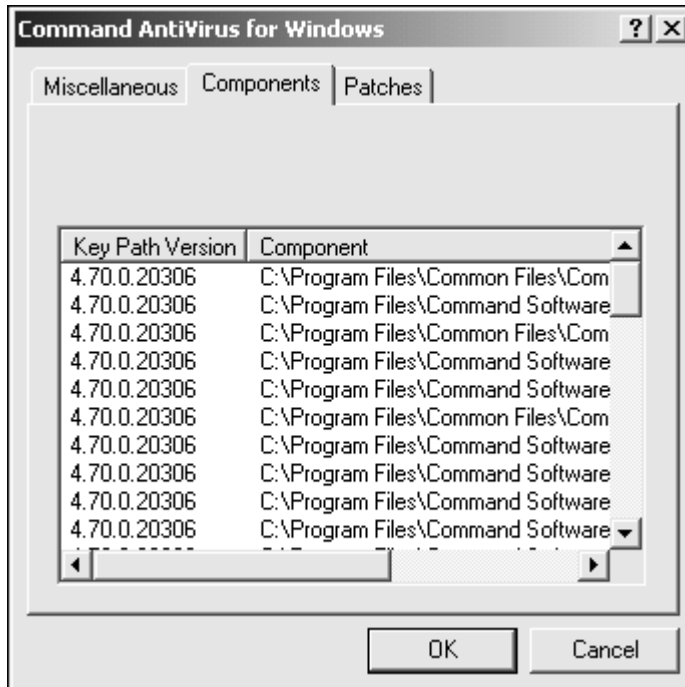 Command AntiVirus for Windows
Miscellaneous Components Patches
Key Path Version Component
4.70.0.20306 C:\Program Files\Common Files\Com
4.70.0.20306 C:\Program Files\Command Software
4.70.0.20306 C:\Program Files\Common Files\Com
4.70.0.20306 C:\Program Files\Command Software
4.70.0.20306 C:\Program Files\Command Software
4.70.0.20306 C:\Program Files\Common Files\Com
4.70.0.20306 C:\Program Files\Command Software
4.70.0.20306 C:\Program Files\Command Software
4.70.0.20306 C:\Program Files\Command Software
4.70.0.20306 C:\Program Files\Command Software
OK Cancel